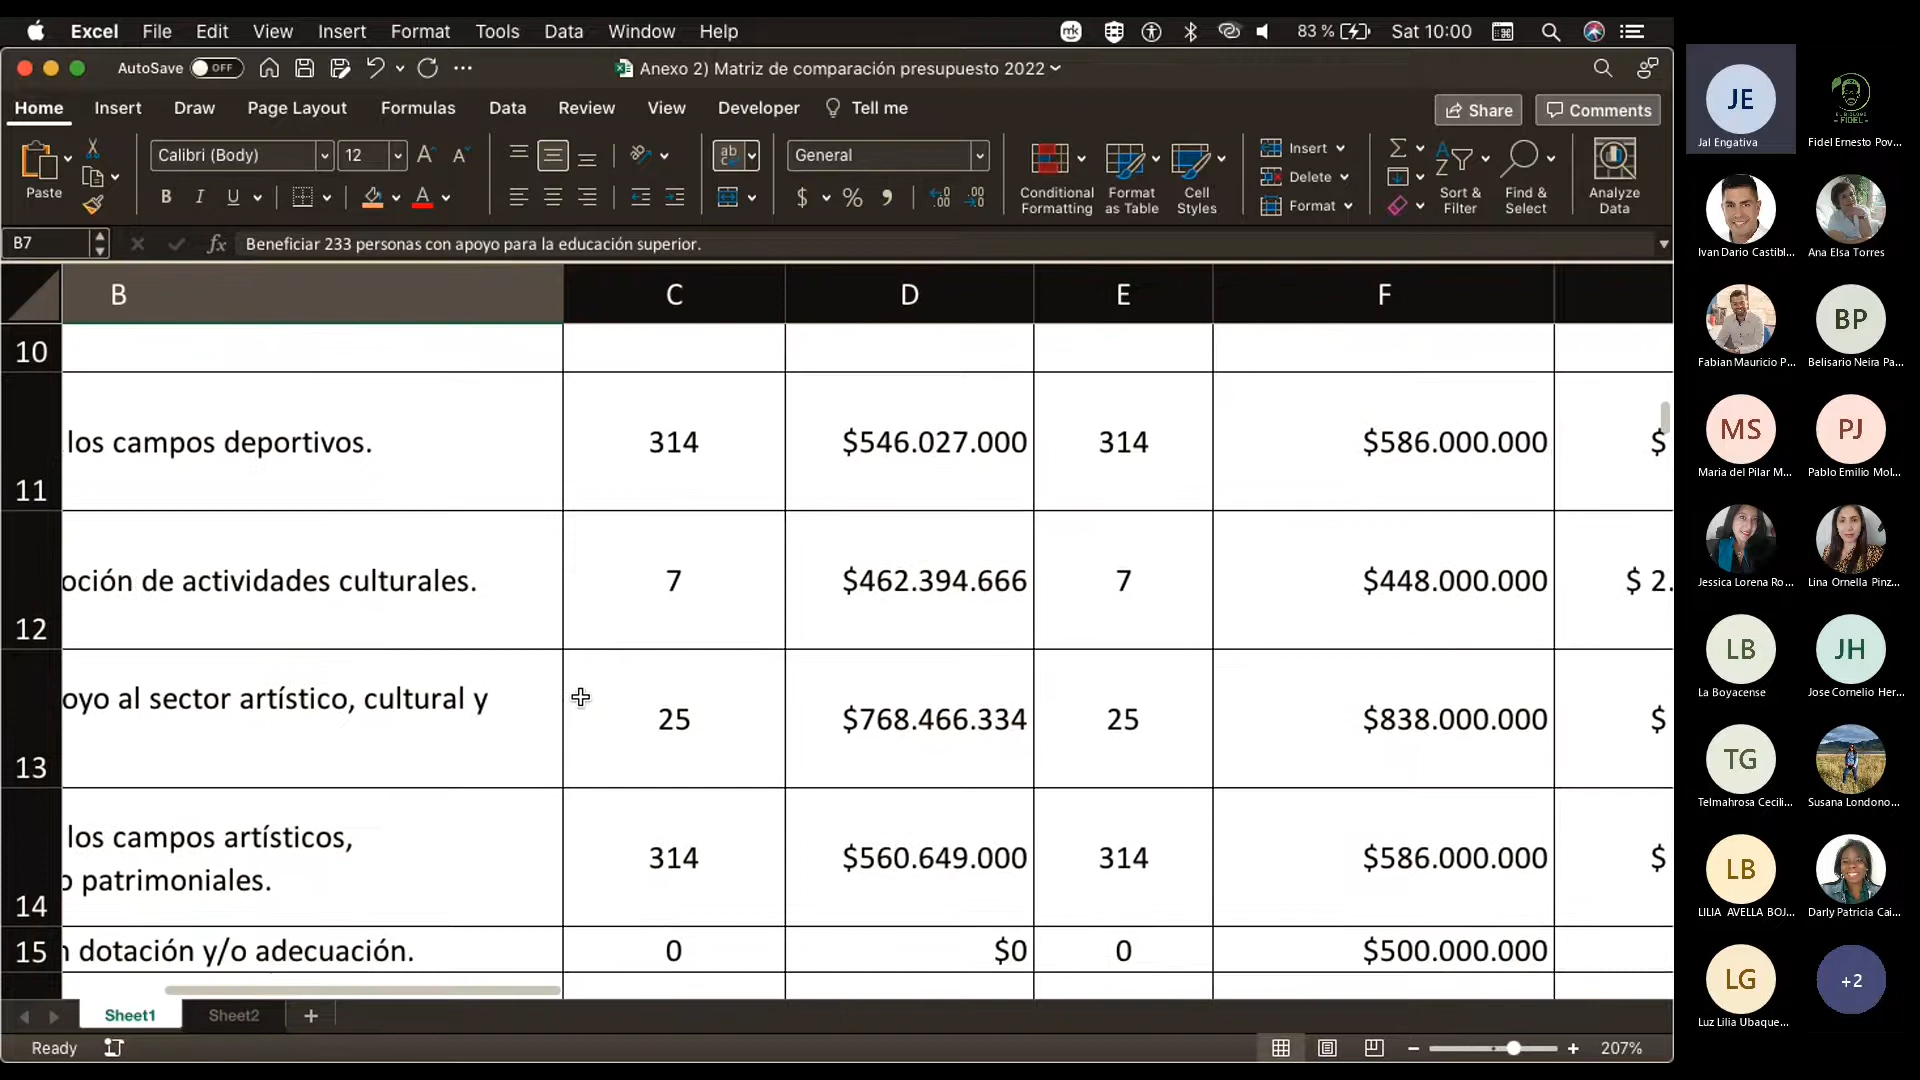 Excel File Edit View Insert Format Tools Data Window Help 83 % Sat 10:00
AutoSave OFF Anexo 2) Matriz de comparación presupuesto 2022
Home Insert Draw Page Layout Formulas Data Review View Developer Tell me Share Comments
Paste Calibri (Body) 12 General Conditional Formatting Format as Table Cell Styles Insert Delete Format Sort & Filter Find & Select Analyze Data
B7 fx Beneficiar 233 personas con apoyo para la educación superior.
B C D E F
10
11 los campos deportivos. 314 $546.027.000 314 $586.000.000 $
12 oción de actividades culturales. 7 $462.394.666 7 $448.000.000 $ 2.
13 oyo al sector artístico, cultural y 25 $768.466.334 25 $838.000.000 $
14 los campos artísticos, 314 $560.649.000 314 $586.000.000 $
o patrimoniales.
15 n dotación y/o adecuación. 0 $0 0 $500.000.000
Sheet1 Sheet2 +
Ready 207%
JE
Jal Engativa
FIDEL
Fidel Ernesto Pov...
Ivan Dario Castibl...
Ana Elsa Torres
Fabian Mauricio P...
BP
Belisario Neira Pa...
MS
Maria del Pilar M...
PJ
Pablo Emilio Mol...
Jessica Lorena Ro...
Lina Ornella Pinz...
LB
La Boyacense
JH
Jose Cornelio Her...
TG
Telmahrosa Cecili...
Susana Londono...
LB
LILIA AVELLA BOJ...
Darly Patricia Cai...
LG
Luz Lilia Ubaque...
+2